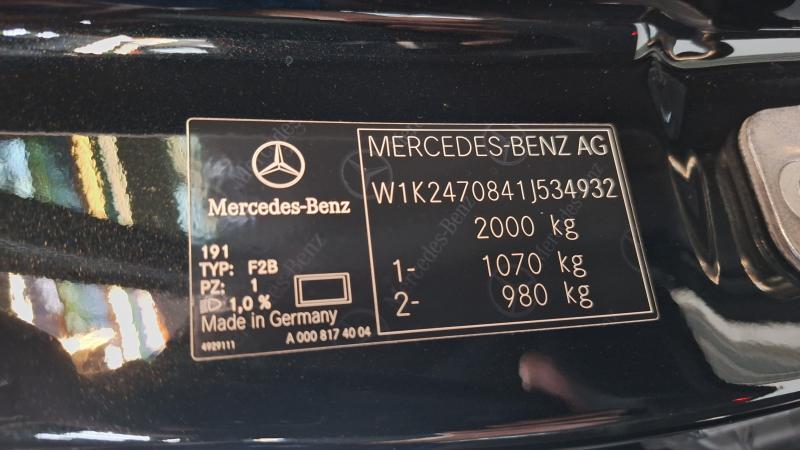 Mercedes-Benz
191
TYP: F2B
PZ: 1
1,0 %
Made in Germany
4929111
A 000 817 40 04
MERCEDES-BENZ AG
W1K2470841J534932
2000 kg
1- 1070 kg
2- 980 kg